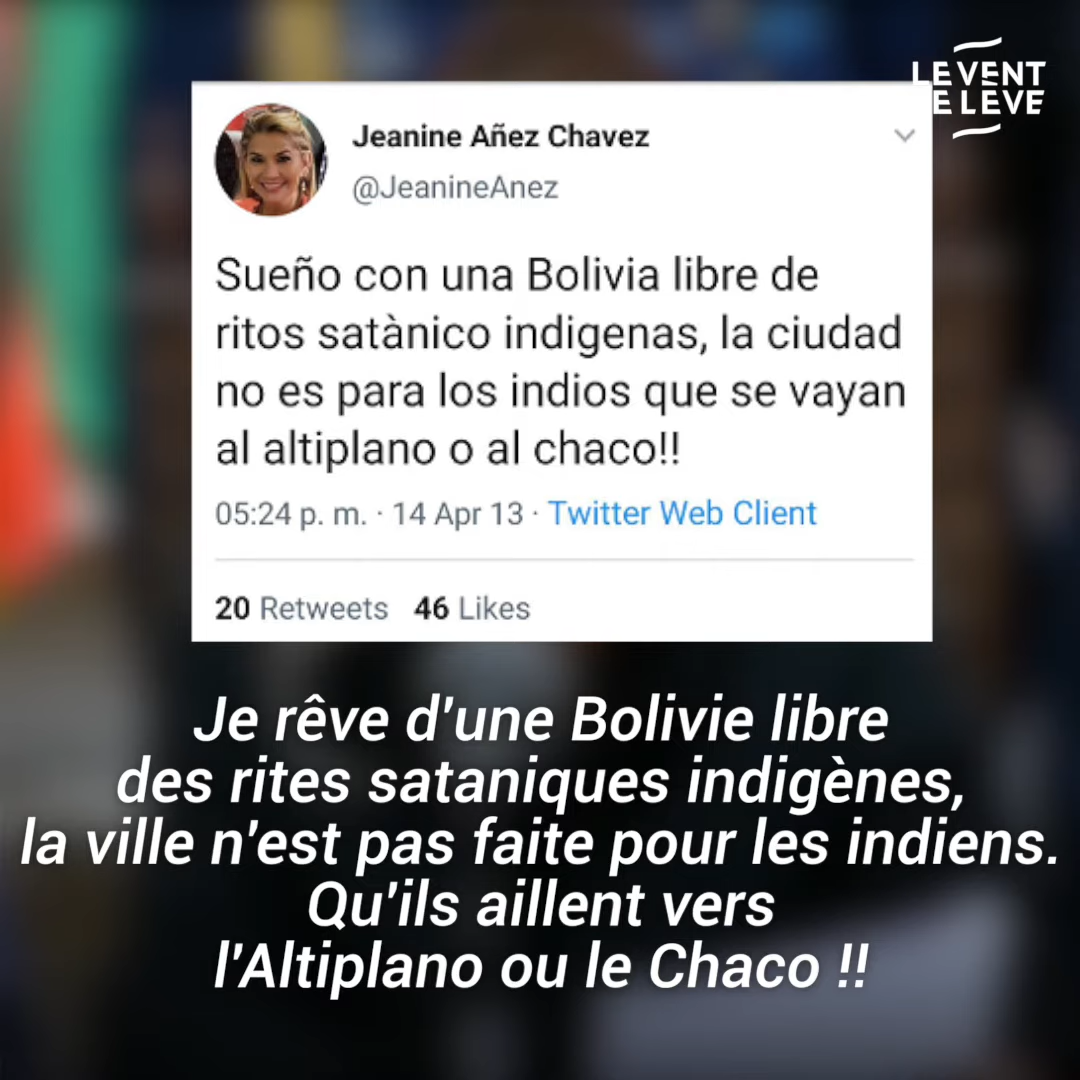 LE VENT
E LEVE
Jeanine Añez Chavez
@JeanineAnez
Sueño con una Bolivia libre de
ritos satànico indigenas, la ciudad
no es para los indios que se vayan
al altiplano o al chaco!!
05:24 p. m. · 14 Apr 13 · Twitter Web Client
20 Retweets 46 Likes
Je rêve d'une Bolivie libre
des rites sataniques indigènes,
la ville n'est pas faite pour les indiens.
Qu'ils aillent vers
l'Altiplano ou le Chaco !!